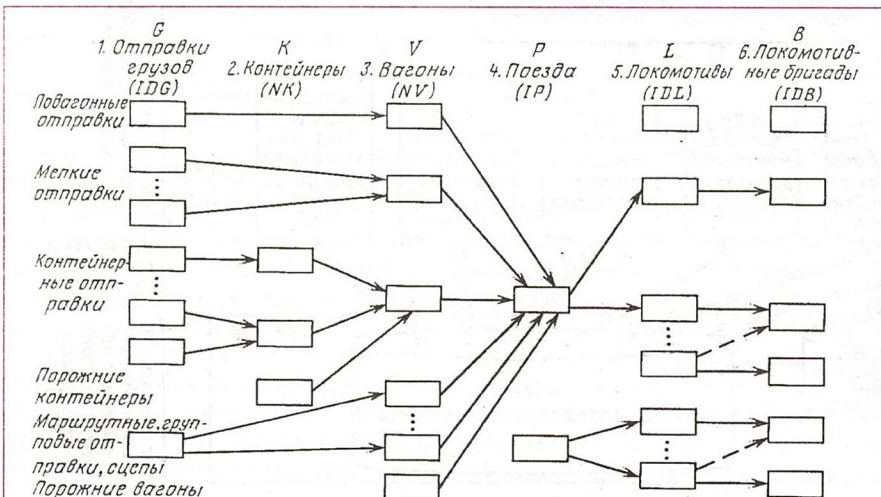 G
1. Отправки
грузов
(IDG)
K
2. Контейнеры
(NK)
V
3. Вагоны
(NV)
P
4. Поезда
(IP)
L
5. Локомотивы
(IDL)
B
6. Локомотив-
ные бригады
(IDB)
Повагонные
отправки
Мелкие
отправки
Контейнер-
ные отп-
равки
Порожние
контейнеры
Маршрутные, груп-
повые от-
правки, сцепы
Порожние вагоны